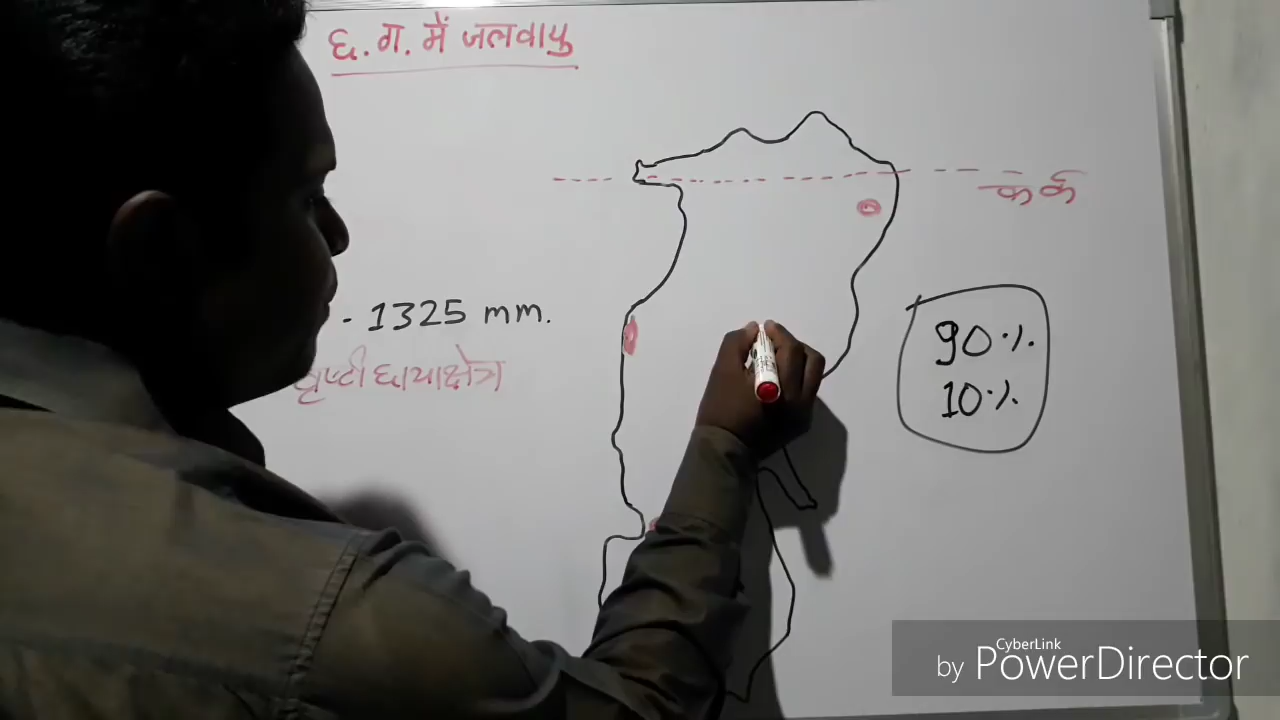 छ. ग. में जलवायु
कर्क
- 1325 mm.
वृष्टी छायाक्षेत्र
90%
10%
CyberLink
by PowerDirector